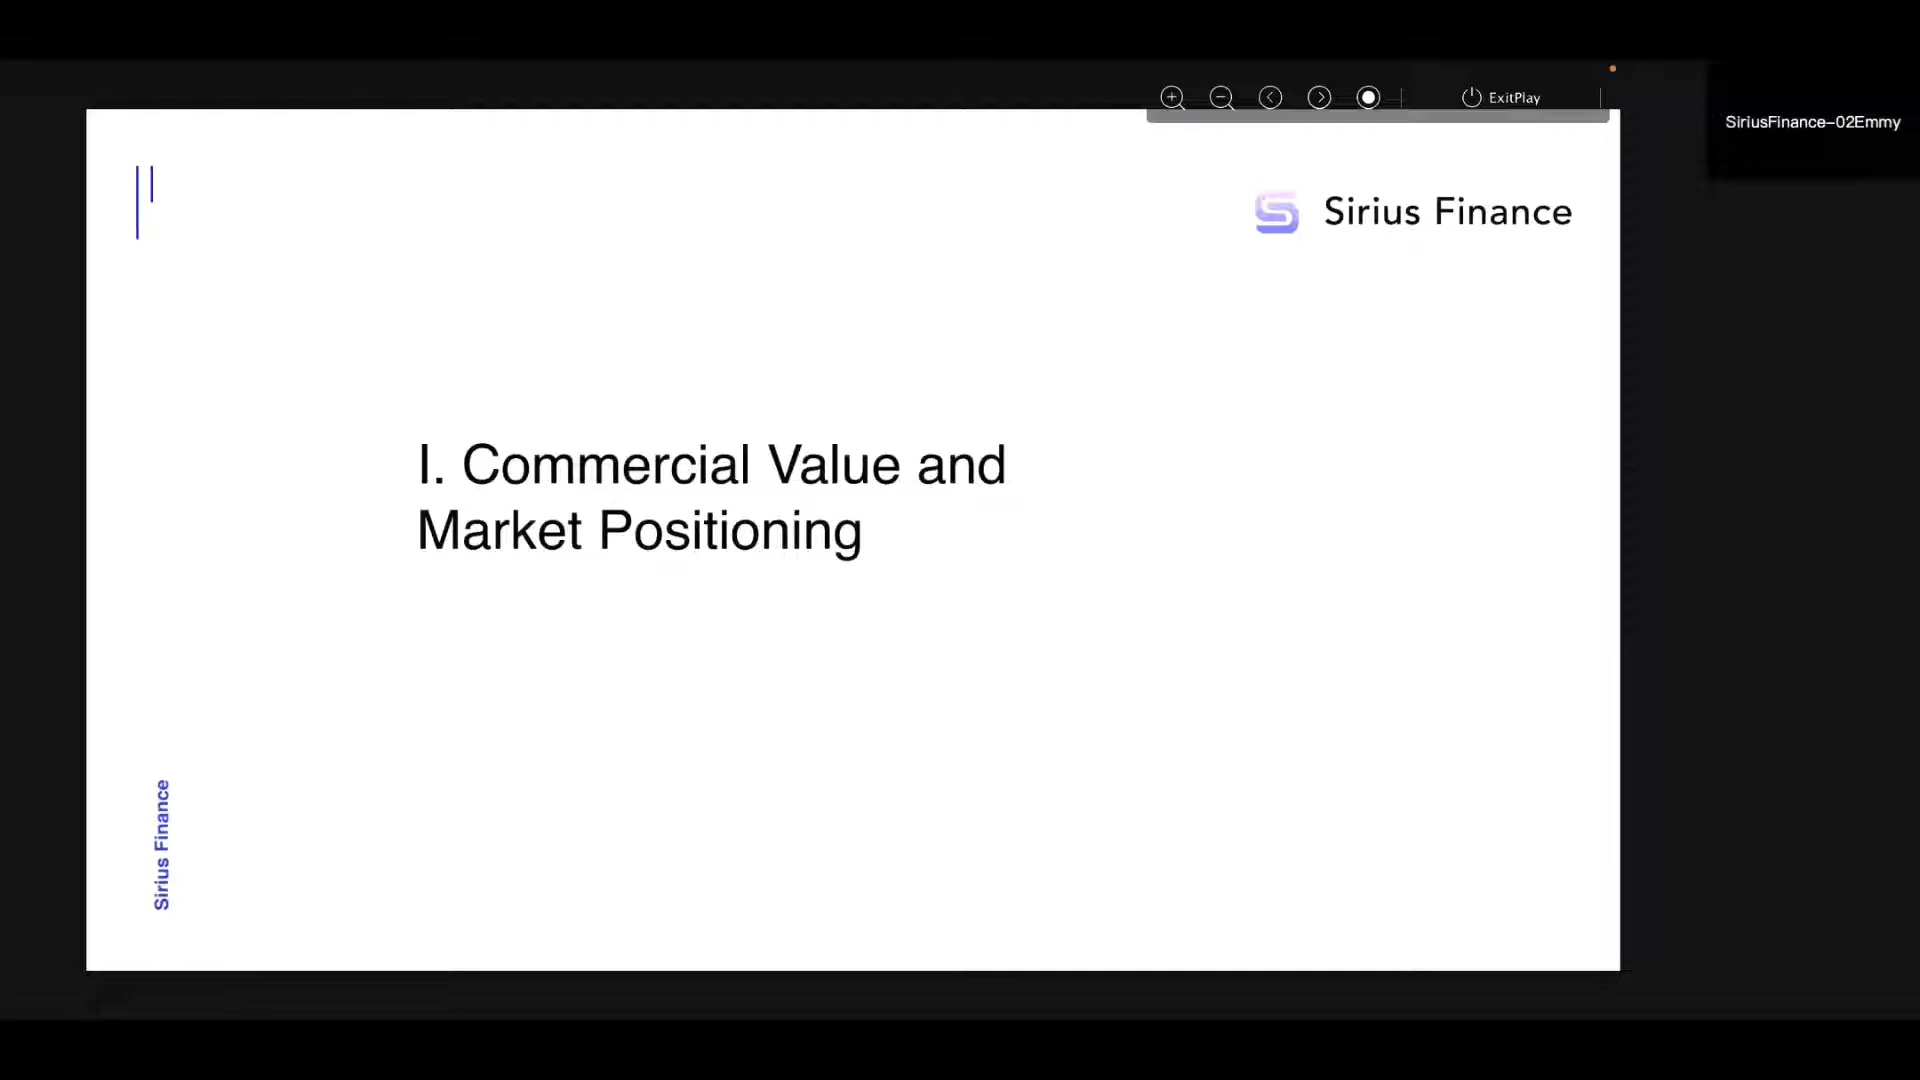 ExitPlay
SiriusFinance-02Emmy
Sirius Finance
I. Commercial Value and
Market Positioning
Sirius Finance